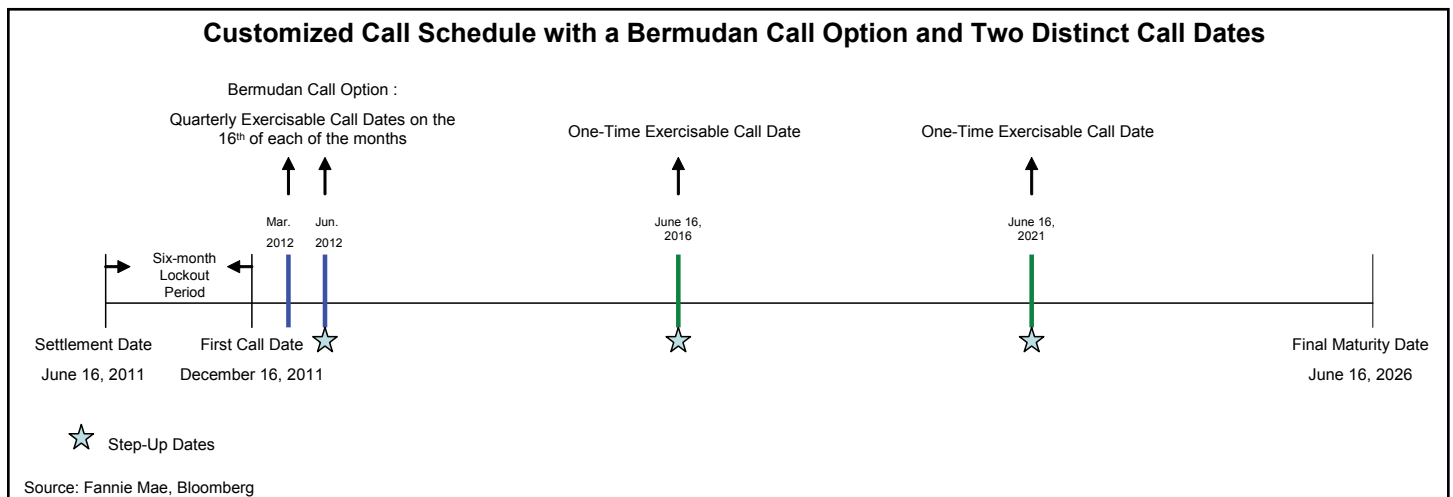 Customized Call Schedule with a Bermudan Call Option and Two Distinct Call Dates
Bermudan Call Option :
Quarterly Exercisable Call Dates on the
16th of each of the months
One-Time Exercisable Call Date
One-Time Exercisable Call Date
Mar.
2012
Jun.
2012
June 16,
2016
June 16,
2021
Six-month
Lockout
Period
Settlement Date
June 16, 2011
First Call Date
December 16, 2011
Final Maturity Date
June 16, 2026
Step-Up Dates
Source: Fannie Mae, Bloomberg